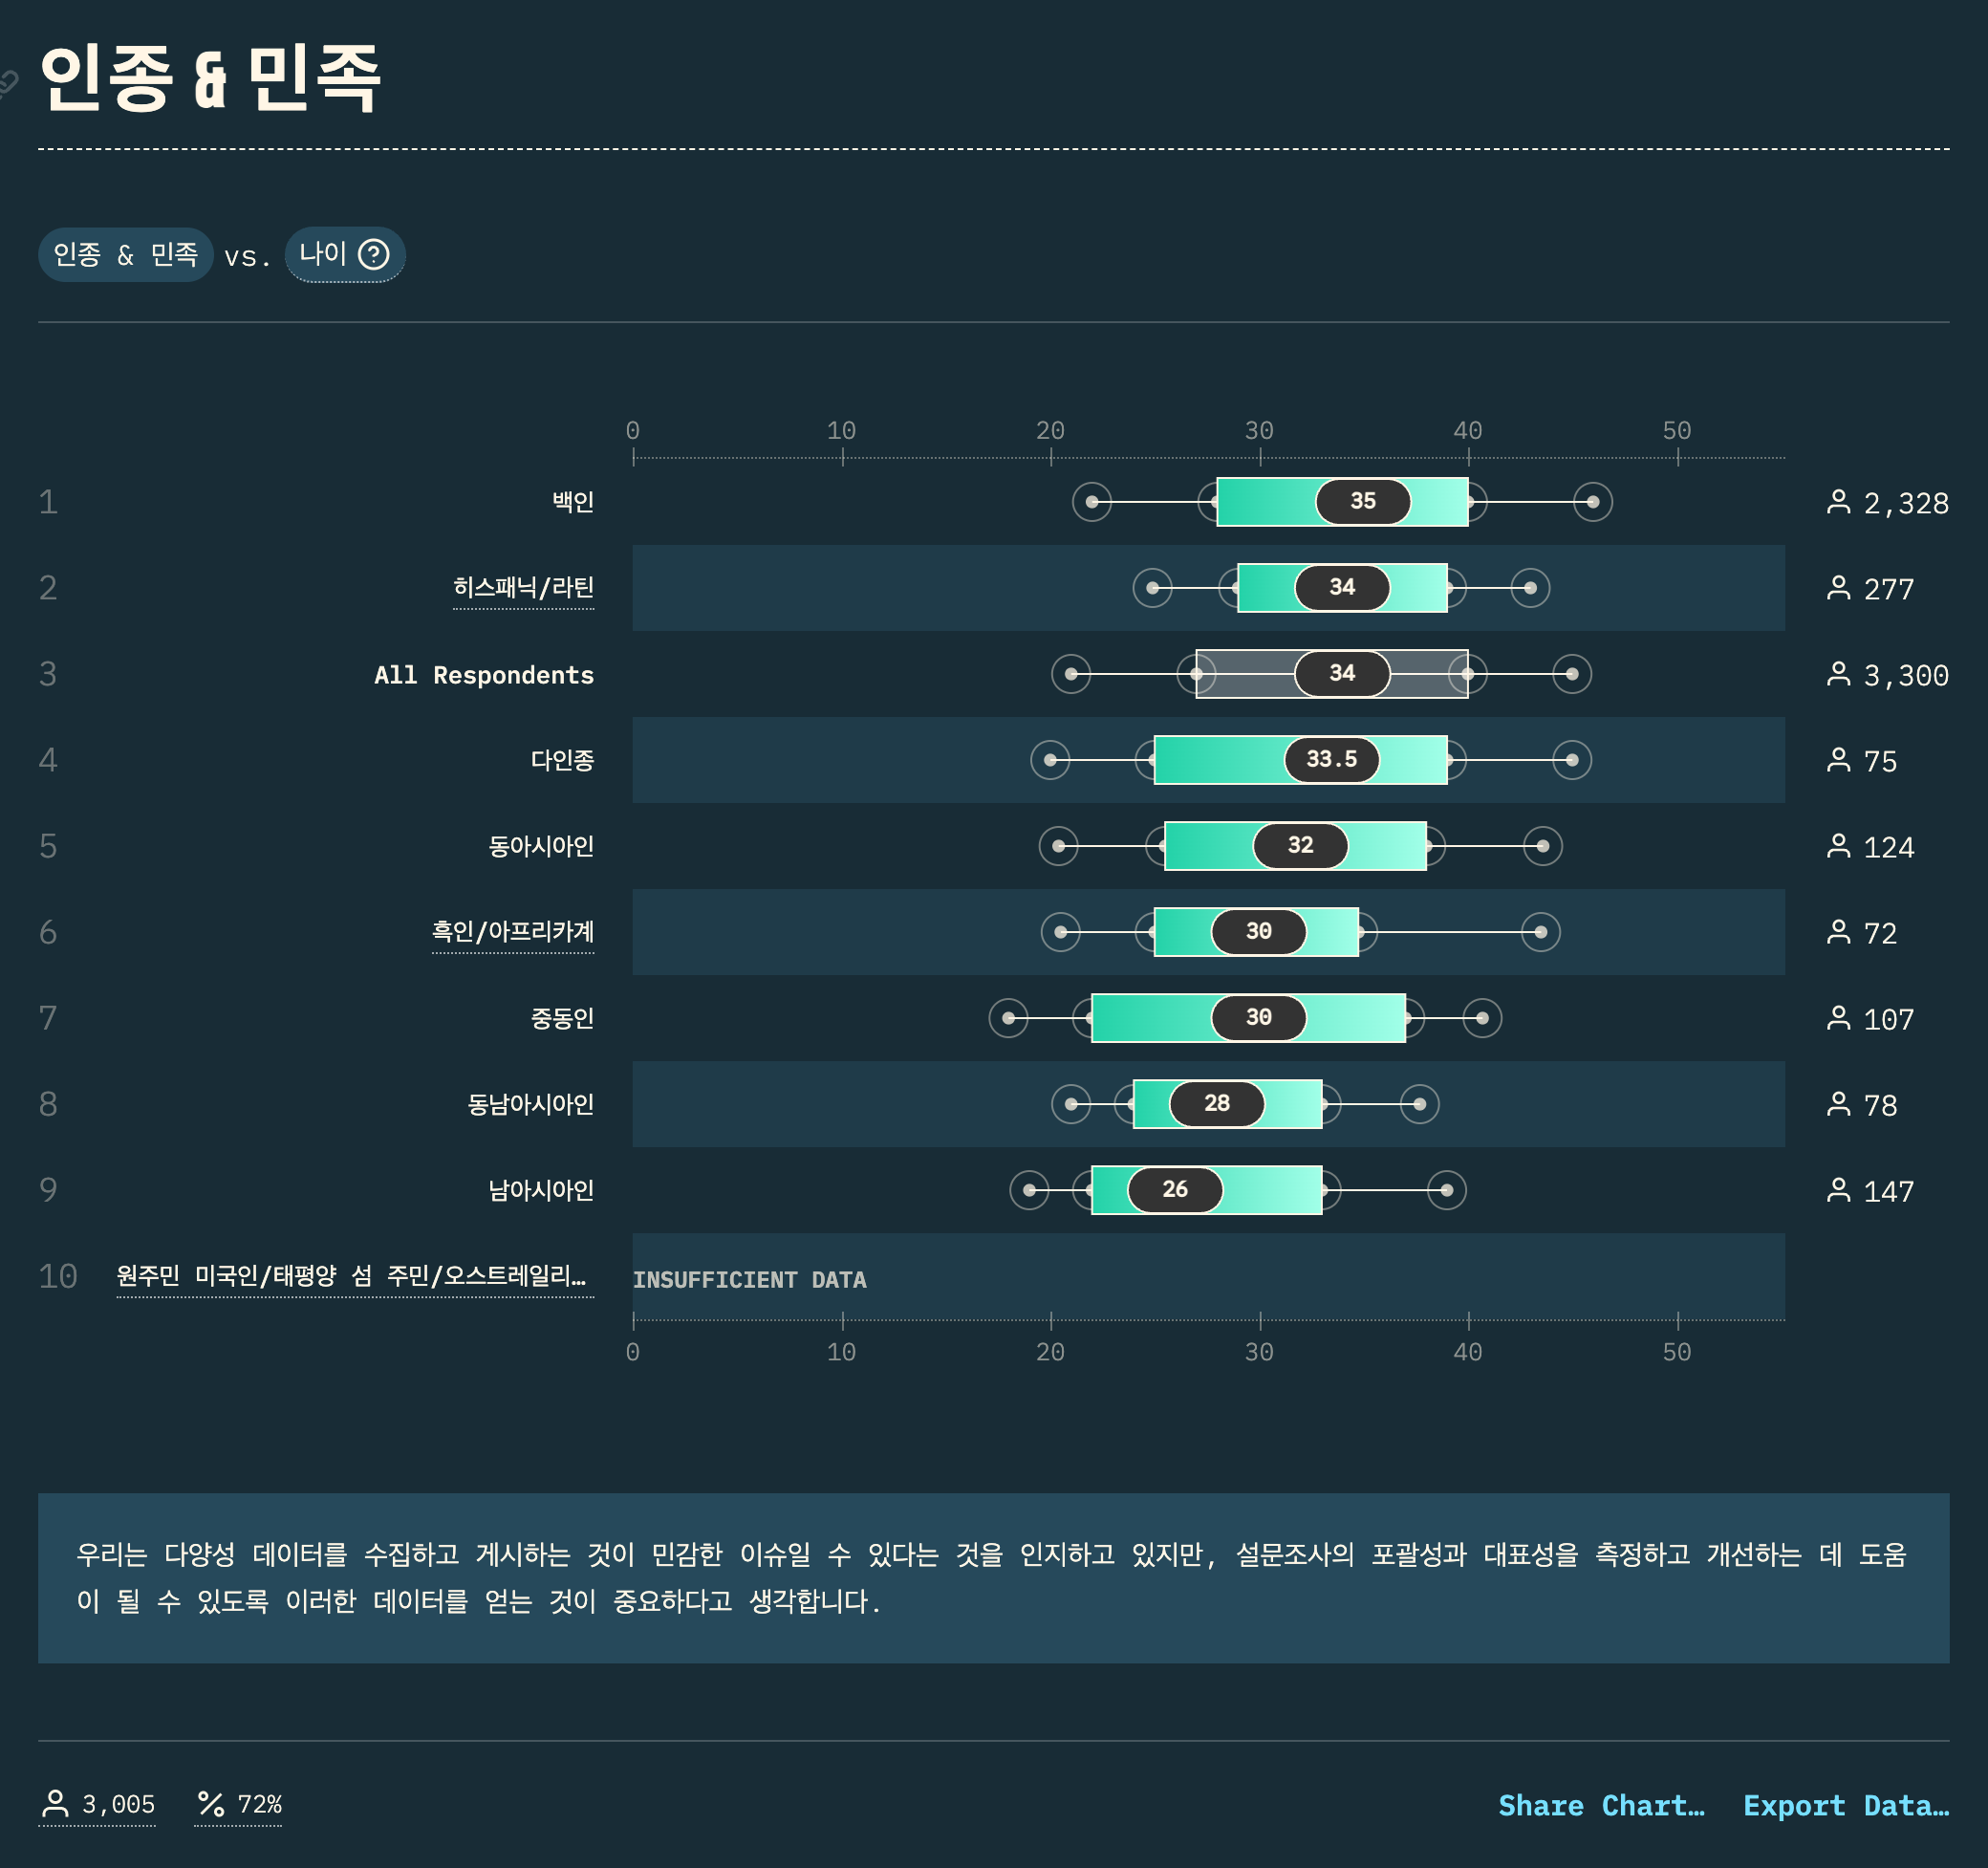 인종 & 민족
인종 & 민족 vs. 나이
0 10 20 30 40 50
1 백인 35 2,328
2 히스패닉/라틴 34 277
3 All Respondents 34 3,300
4 다인종 33.5 75
5 동아시아인 32 124
6 흑인/아프리카계 30 72
7 중동인 30 107
8 동남아시아인 28 78
9 남아시아인 26 147
10 원주민 미국인/태평양 섬 주민/오스트레일리… INSUFFICIENT DATA
0 10 20 30 40 50
우리는 다양성 데이터를 수집하고 게시하는 것이 민감한 이슈일 수 있다는 것을 인지하고 있지만, 설문조사의 포괄성과 대표성을 측정하고 개선하는 데 도움
이 될 수 있도록 이러한 데이터를 얻는 것이 중요하다고 생각합니다.
3,005 72% Share Chart… Export Data…